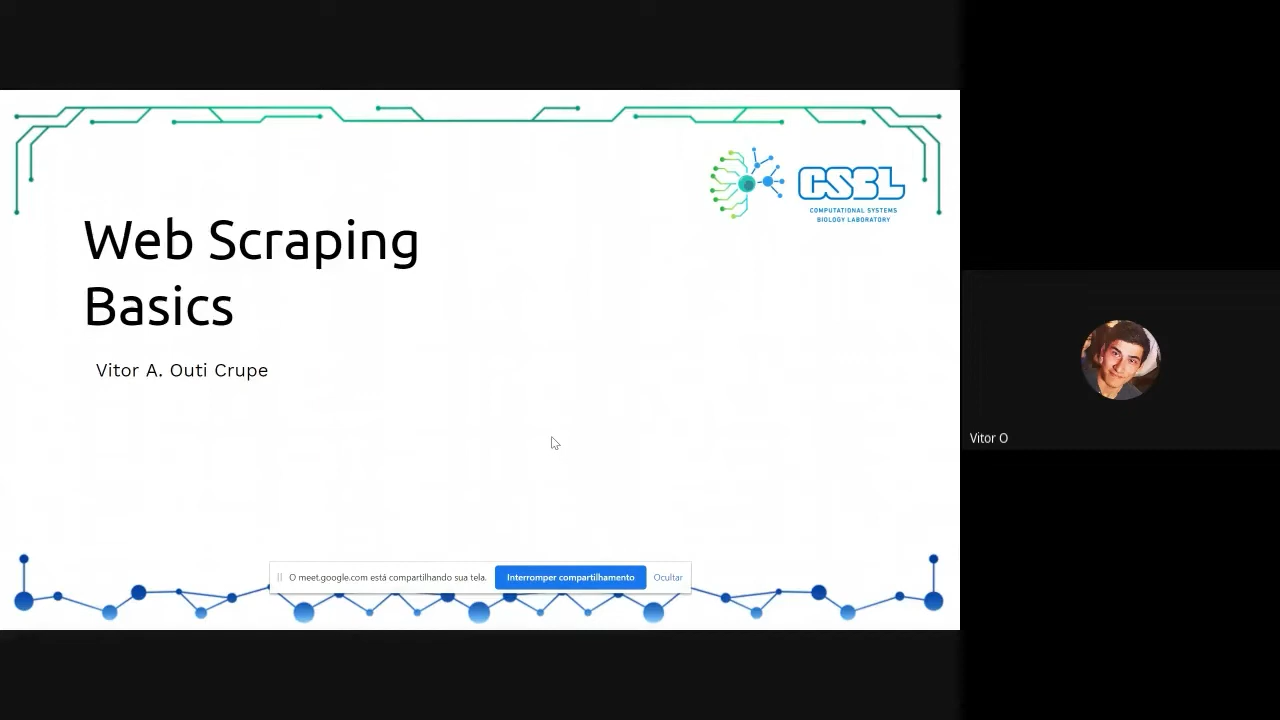 CSBL
COMPUTATIONAL SYSTEMS
BIOLOGY LABORATORY
Web Scraping
Basics
Vitor A. Outi Crupe
Vitor O
O meet.google.com está compartilhando sua tela.
Interromper compartilhamento
Ocultar